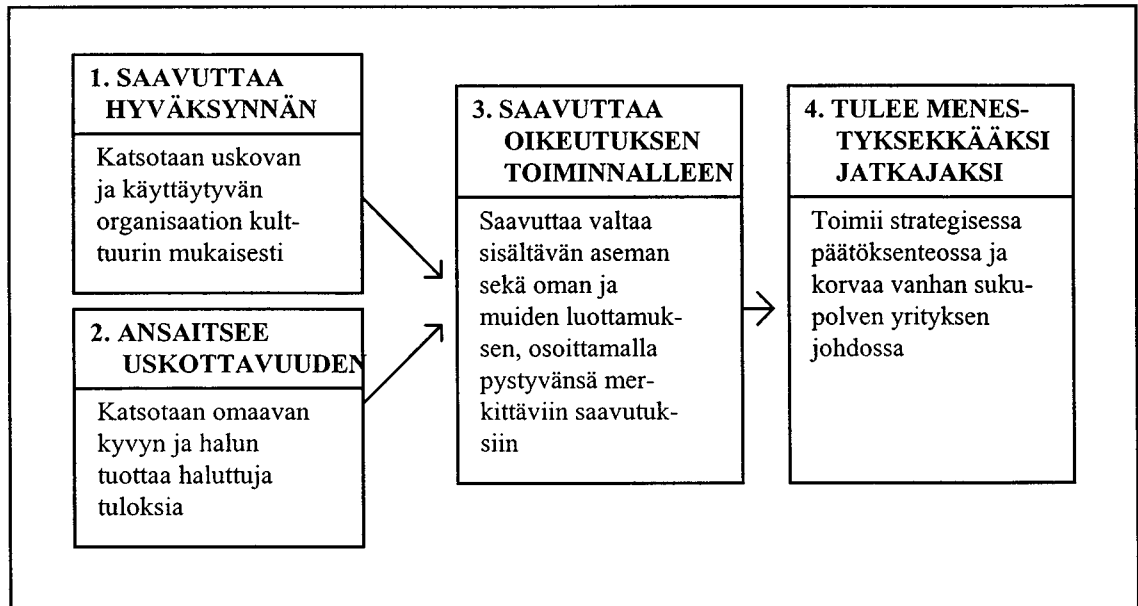 1. SAAVUTTAA
HYVÄKSYNNÄN
Katsotaan uskovan
ja käyttäytyvän
organisaation kult-
tuurin mukaisesti
2. ANSAITSEE
USKOTTAVUUDEN
Katsotaan omaavan
kyvyn ja halun
tuottaa haluttuja
tuloksia
3. SAAVUTTAA
OIKEUTUKSEN
TOIMINNALLEEN
Saavuttaa valtaa
sisältävän aseman
sekä oman ja
muiden luottamuk-
sen, osoittamalla
pystyvänsä mer-
kittäviin saavutuk-
siin
4. TULEE MENES-
TYKSEKKÄÄKSI
JATKAJAKSI
Toimii strategisessa
päätöksenteossa ja
korvaa vanhan suku-
polven yrityksen
johdossa